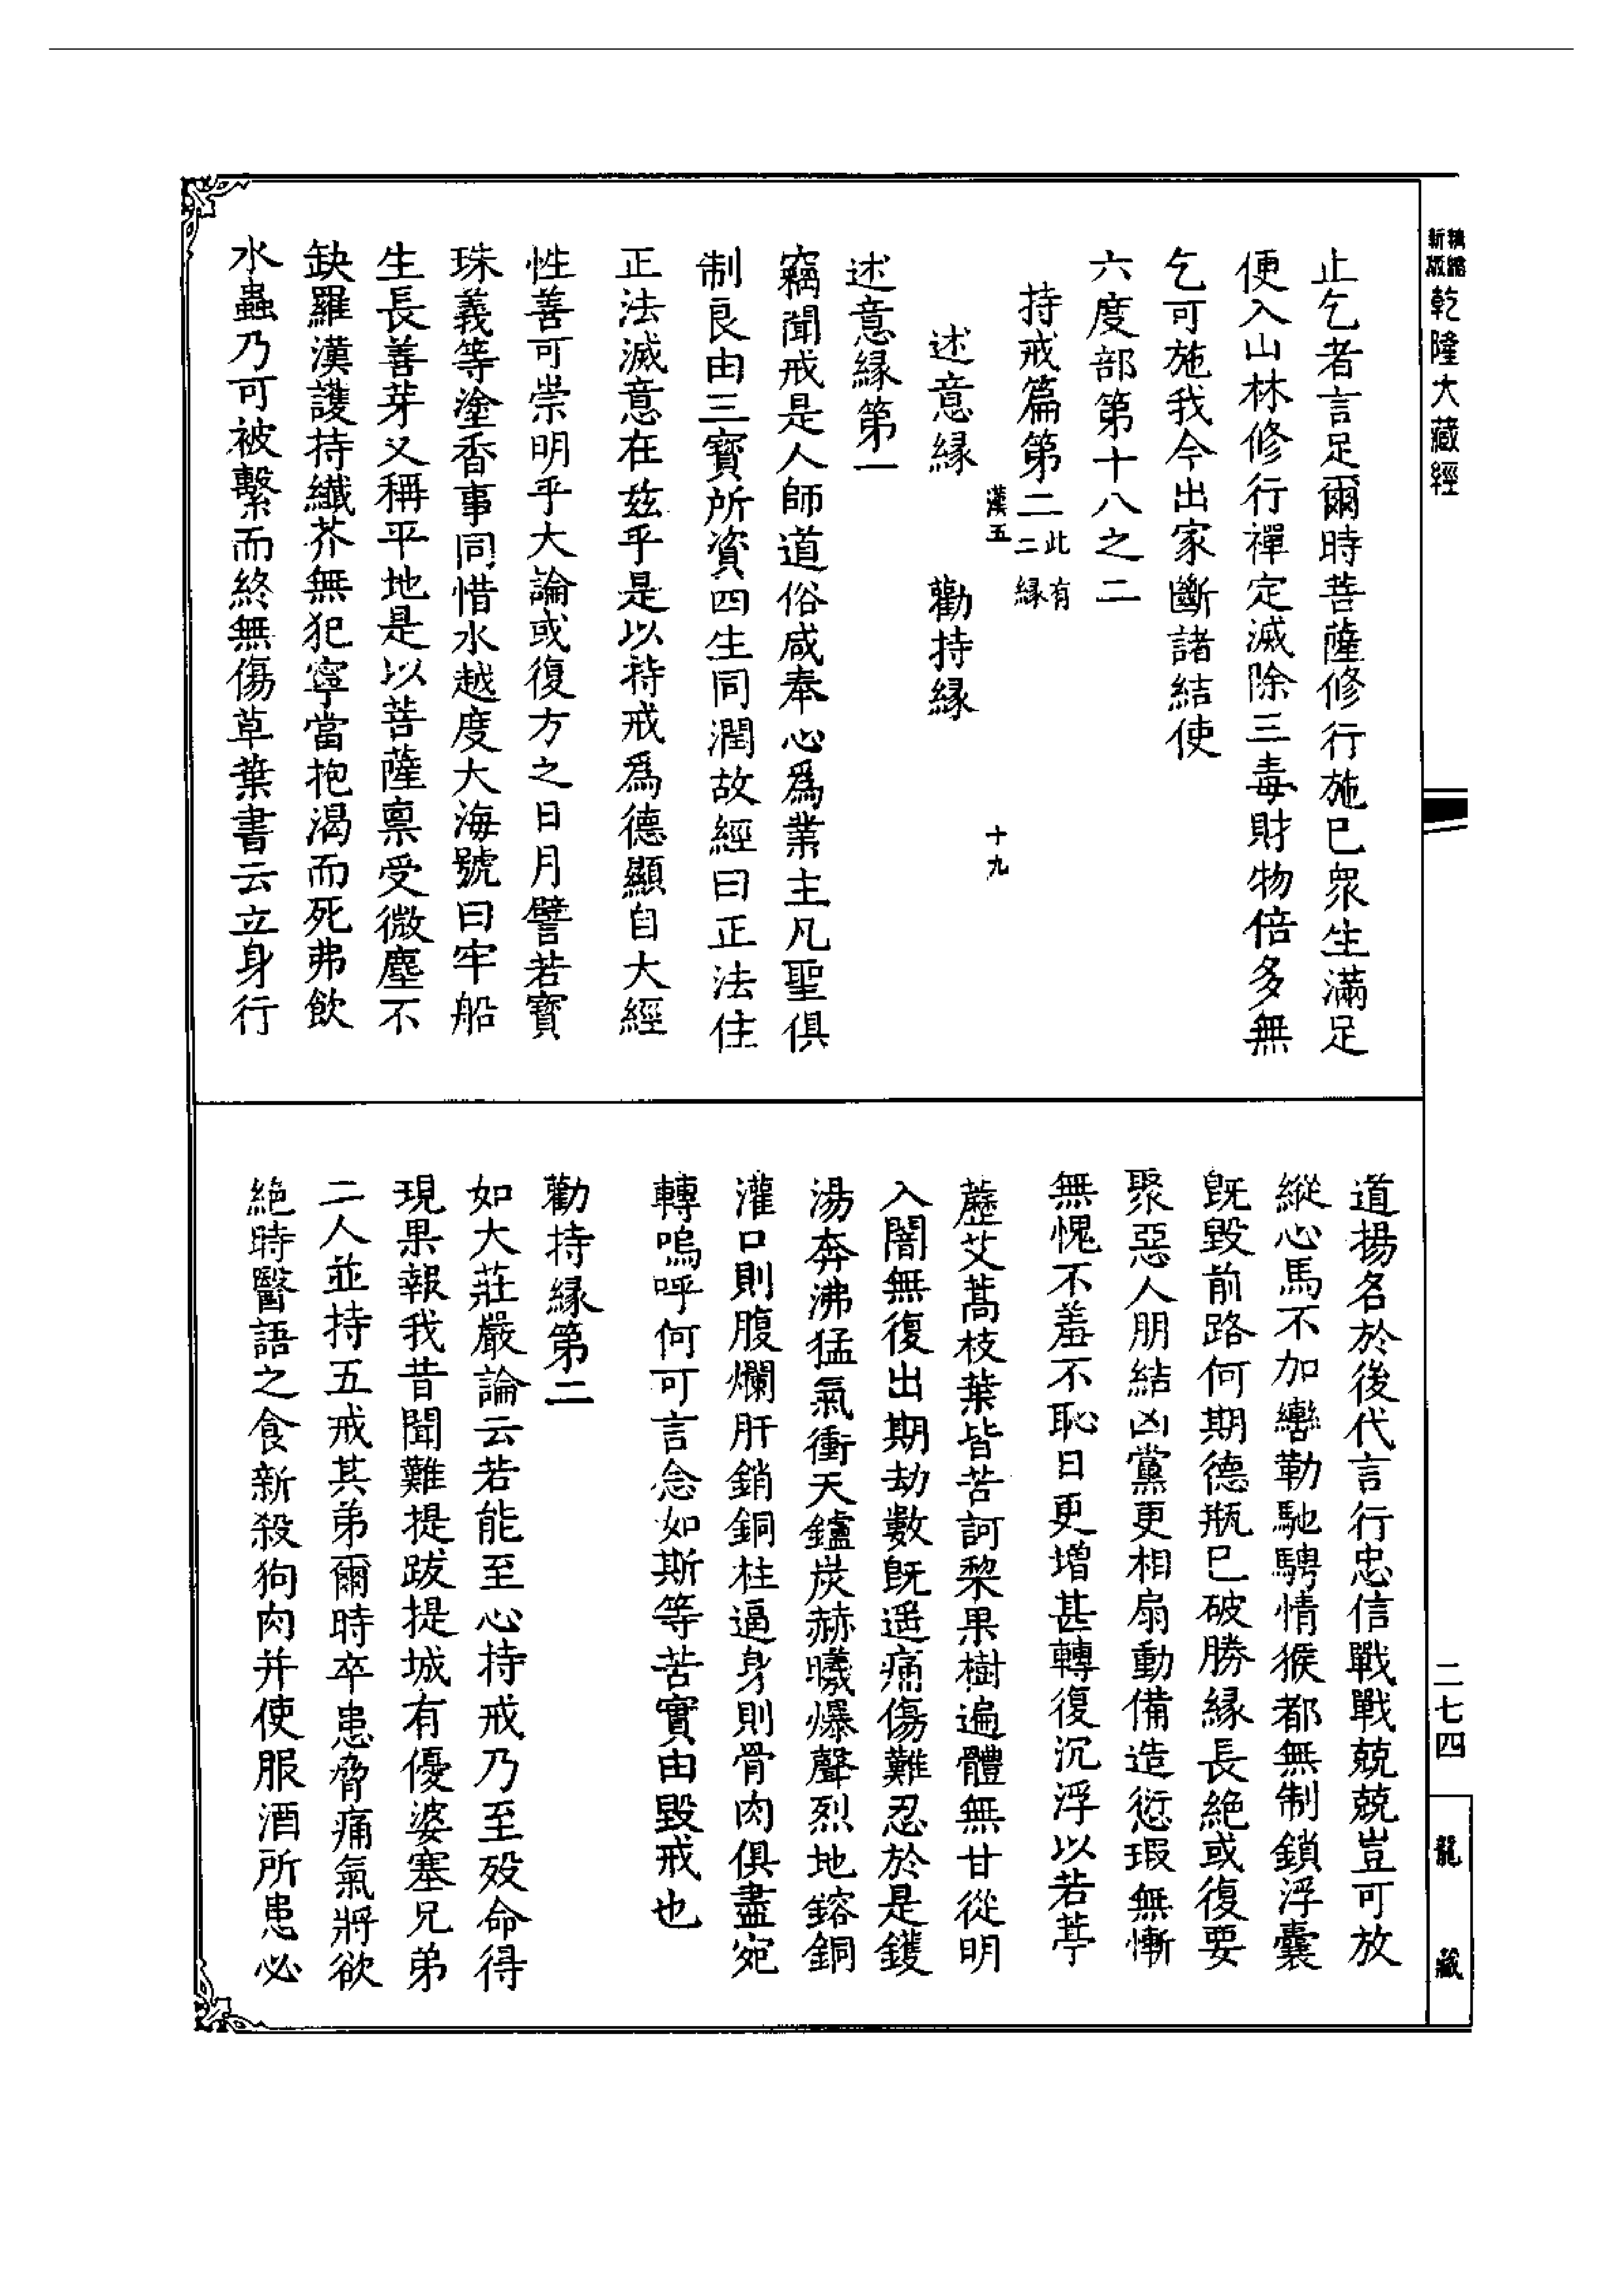 精縮新版乾隆大藏經
止乞者言足爾時菩薩修行施已衆生滿足
便入山林修行禪定滅除三毒財物倍多無
乞可施我今出家斷諸結使
六度部第十八之二
持戒篇第二此有二緣
漢五 十九
述意緣 勸持緣
述意緣第一
竊聞戒是人師道俗咸奉心爲業主凡聖俱
制良由三寶所資四生同潤故經曰正法住
正法滅意在兹乎是以持戒爲德顯自大經
性善可崇明乎大論或復方之日月譬若寶
珠義等塗香事同惜水越度大海號曰牢船
生長善芽又稱平地是以菩薩禀受微塵不
缺羅漢護持纖芥無犯寧當抱渴而死弗飲
水蟲乃可被繫而終無傷草葉書云立身行
道揚名於後代言行忠信戰戰兢兢豈可放
縱心馬不加轡勒馳騁情猴都無制鎖浮囊
既毀前路何期德瓶已破勝緣長絶或復要
聚惡人朋結凶黨更相扇動備造愆瑕無慚
無愧不羞不恥日更增甚轉復沉浮以若葶
藶艾蒿枝葉皆苦訶梨果樹遍體無甘從明
入闇無復出期劫數既遥痛傷難忍於是鑊
湯奔沸猛氣衝天鑪炭赫曦爆聲烈地鎔銅
灌口則腹爛肝銷銅柱逼身則骨肉俱盡宛
轉嗚呼何可言念如斯等苦實由毀戒也
勸持緣第二
如大莊嚴論云若能至心持戒乃至殁命得
現果報我昔聞難提跋提城有優婆塞兄弟
二人並持五戒其弟爾時卒患脅痛氣將欲
絶時醫語之食新殺狗肉并使服酒所患必
二七四
龍藏